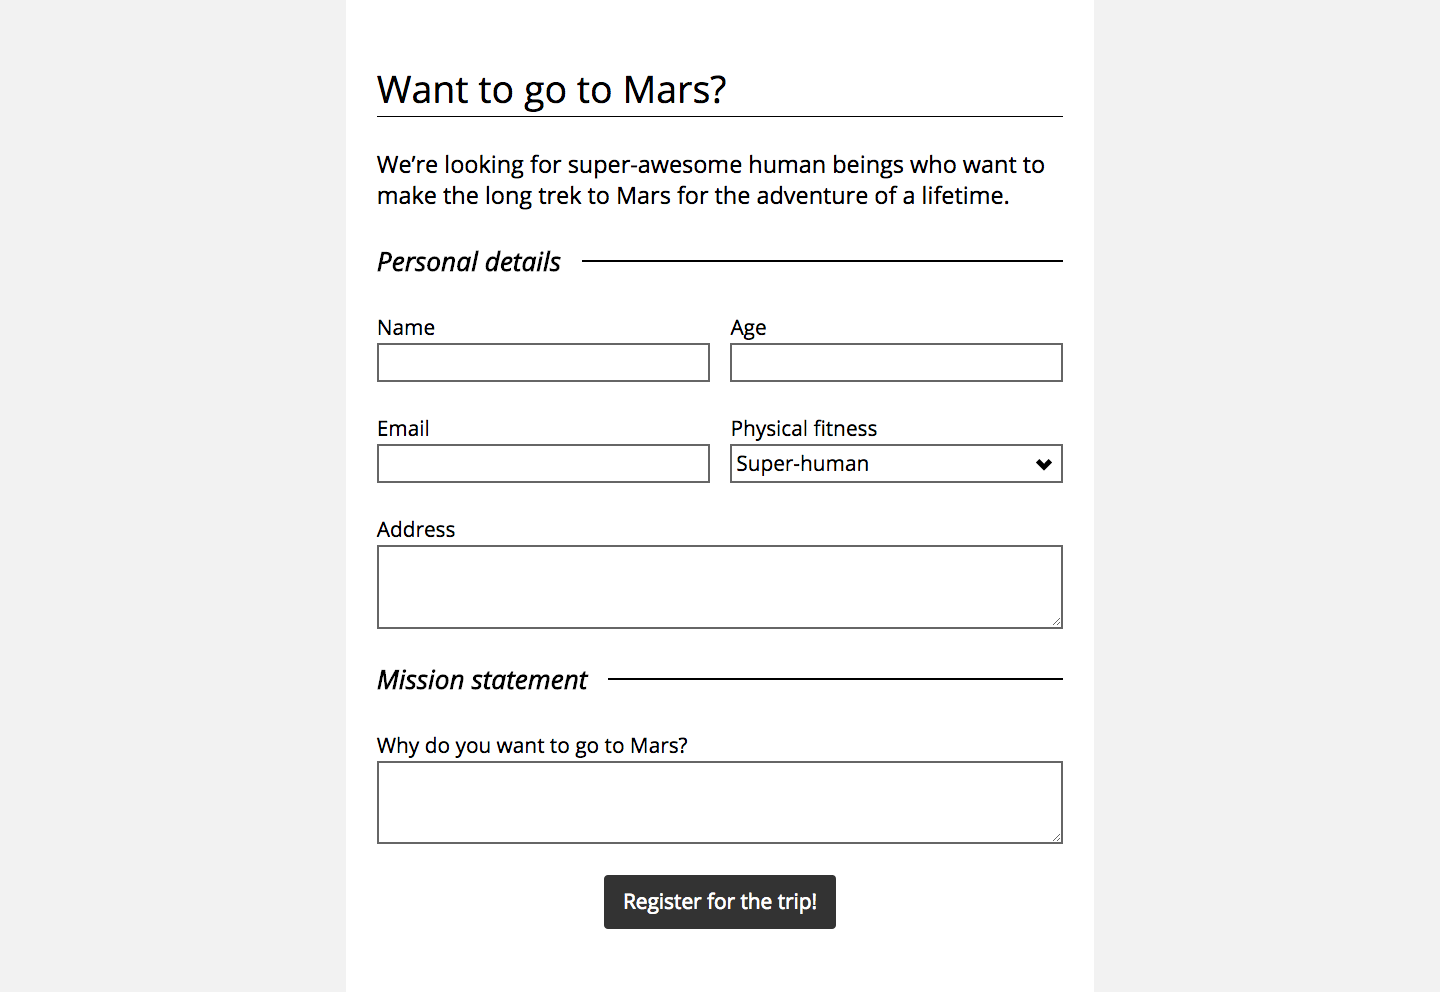 Want to go to Mars?
We’re looking for super-awesome human beings who want to
make the long trek to Mars for the adventure of a lifetime.
Personal details
Name
Age
Email
Physical fitness
Super-human
Address
Mission statement
Why do you want to go to Mars?
Register for the trip!